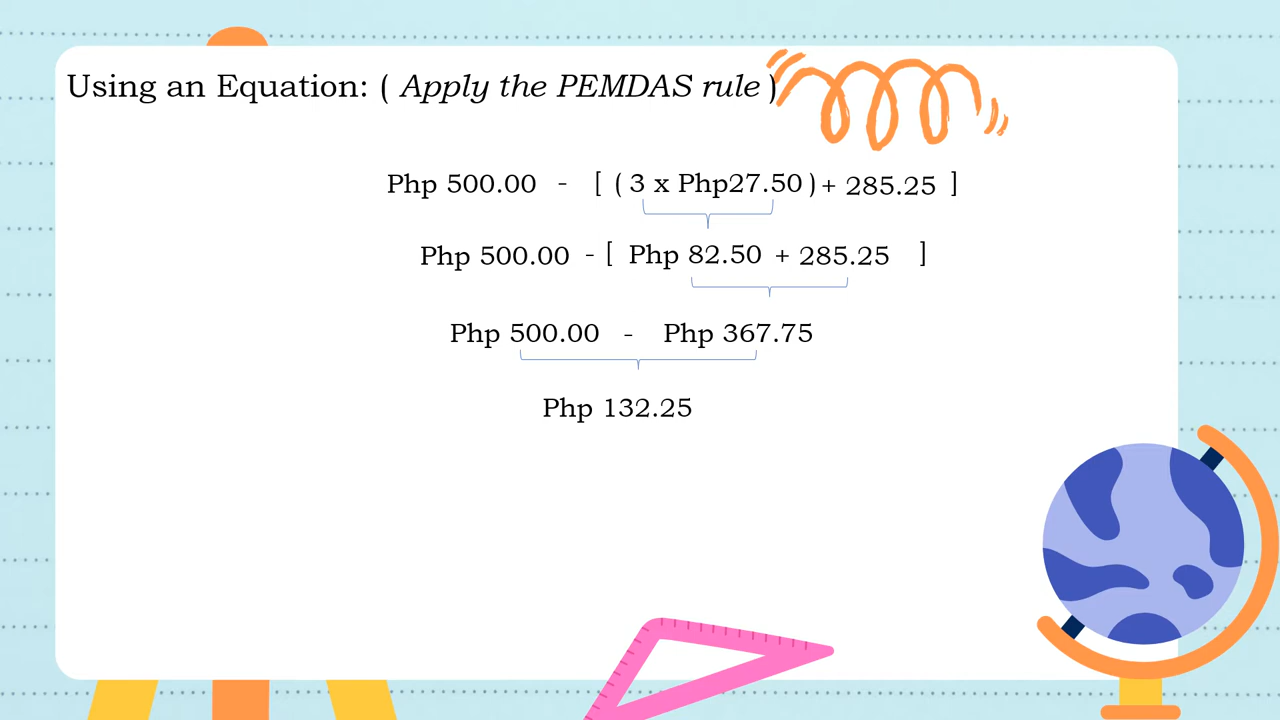 Using an Equation: ( Apply the PEMDAS rule )
Php 500.00 - [ ( 3 x Php27.50 ) + 285.25 ]
Php 500.00 - [ Php 82.50 + 285.25 ]
Php 500.00 - Php 367.75
Php 132.25